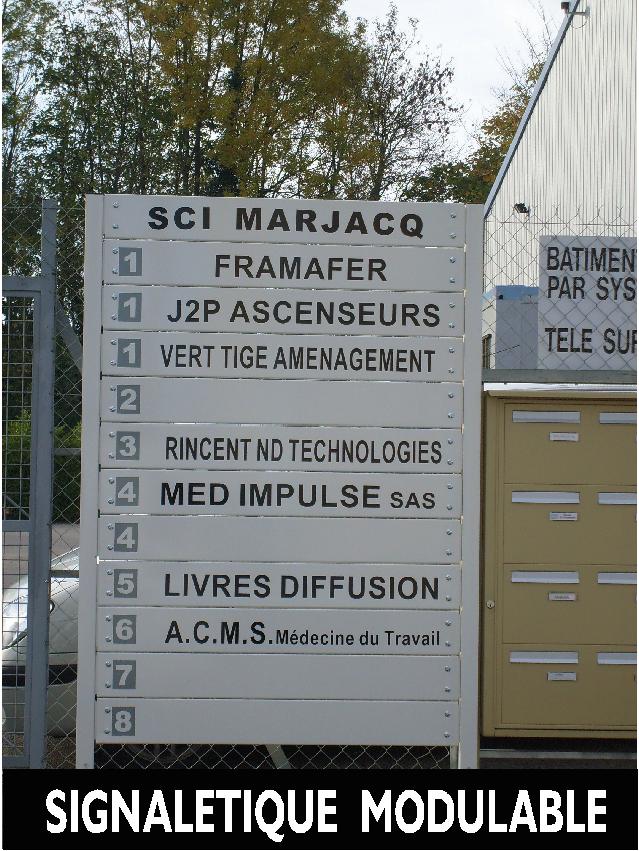 SCI MARJACQ
1 FRAMAFER
1 J2P ASCENSEURS
1 VERT TIGE AMENAGEMENT
2
3 RINCENT ND TECHNOLOGIES
4 MED IMPULSE SAS
4
5 LIVRES DIFFUSION
6 A.C.M.S. Médecine du Travail
7
8
BATIMEN
PAR SYS
TELE SUR
SIGNALETIQUE MODULABLE